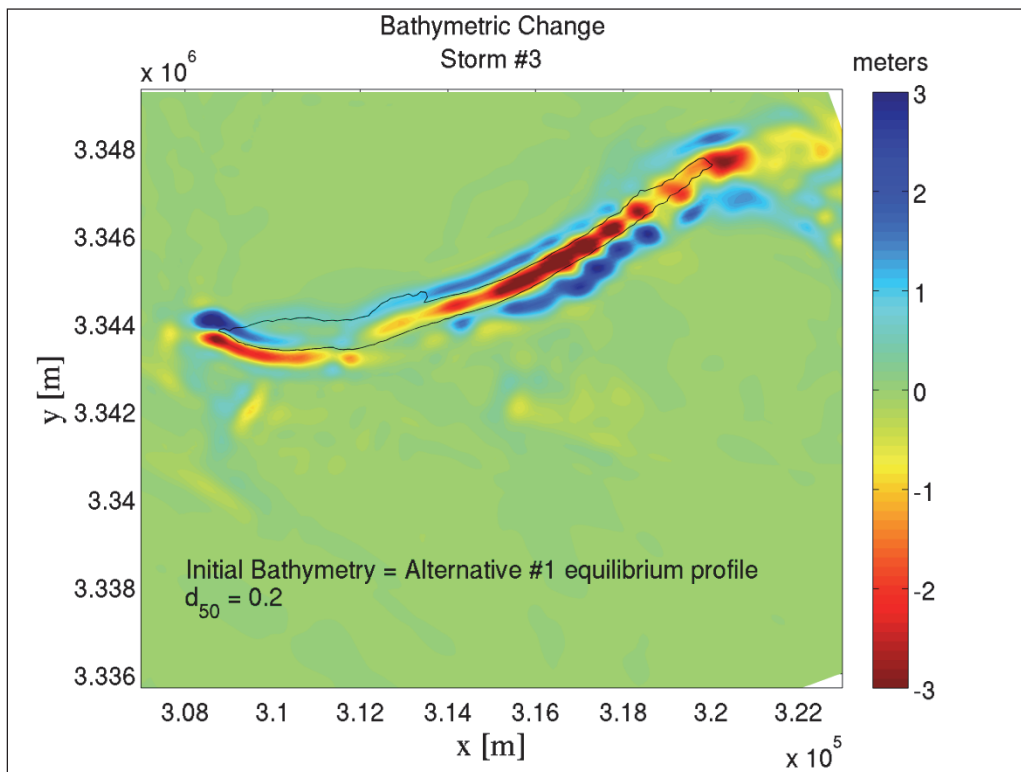 Bathymetric Change
Storm #3
x 10^6
meters
3.348
3.346
3.344
3.342
3.34
3.338
3.336
y [m]
3
2
1
0
-1
-2
-3
Initial Bathymetry = Alternative #1 equilibrium profile
d_50 = 0.2
3.08
3.1
3.12
3.14
3.16
3.18
3.2
3.22
x [m]
x 10^5